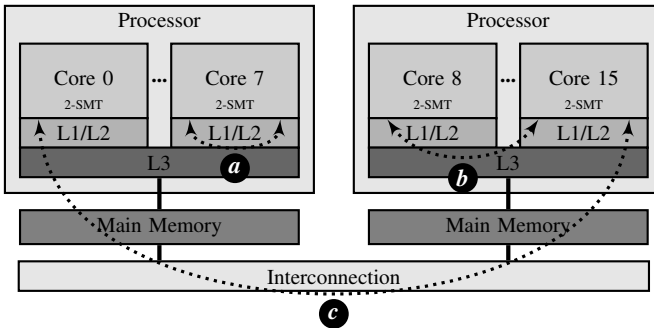 Processor Processor
Core 0 ... Core 7 Core 8 ... Core 15
2-SMT 2-SMT 2-SMT 2-SMT
L1/L2 L1/L2 L1/L2 L1/L2
L3 L3
a b
Main Memory Main Memory
Interconnection
c